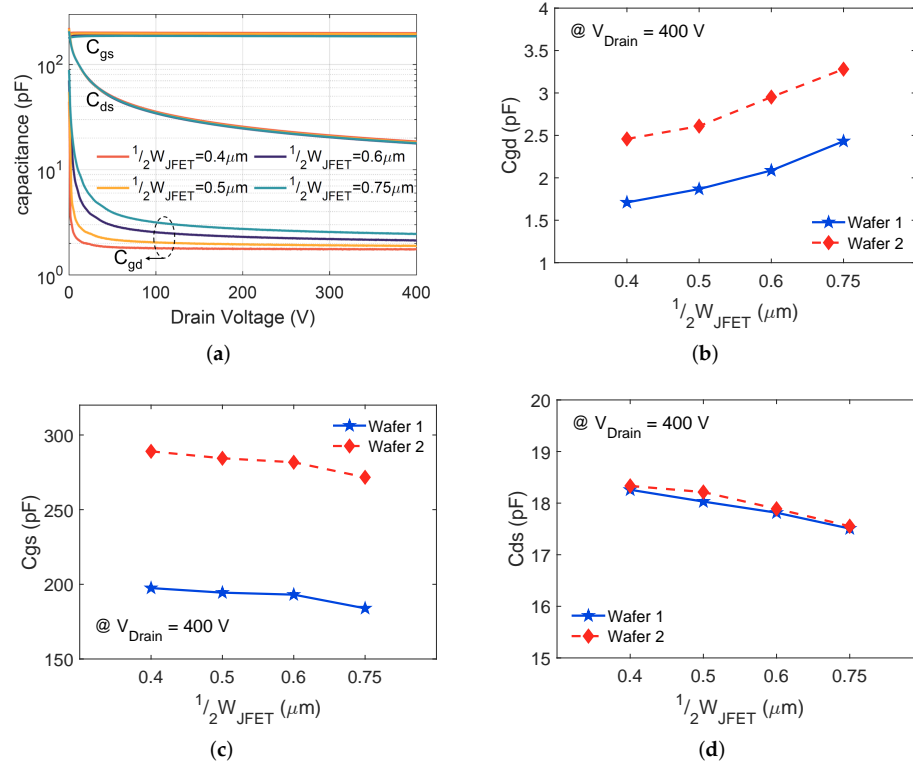 10²
10¹
10⁰
capacitance (pF)
C_gs
C_ds
¹/₂W_JFET=0.4μm
¹/₂W_JFET=0.6μm
¹/₂W_JFET=0.5μm
¹/₂W_JFET=0.75μm
C_gd
0 100 200 300 400
Drain Voltage (V)
(a)
@ V_Drain = 400 V
4
3.5
3
2.5
2
1.5
1
Cgd (pF)
Wafer 1
Wafer 2
0.4 0.5 0.6 0.75
¹/₂W_JFET (μm)
(b)
300
250
200
150
Cgs (pF)
Wafer 1
Wafer 2
@ V_Drain = 400 V
0.4 0.5 0.6 0.75
¹/₂W_JFET (μm)
(c)
20
19
18
17
16
15
Cds (pF)
@ V_Drain = 400 V
Wafer 1
Wafer 2
0.4 0.5 0.6 0.75
¹/₂W_JFET (μm)
(d)